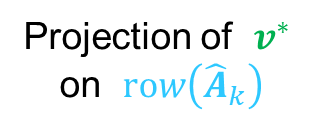 Projection of v*
on row(Â_k)